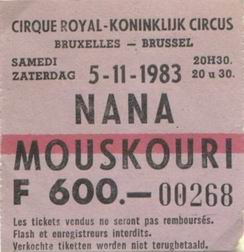 CIRQUE ROYAL-KONINKLIJK CIRCUS
BRUXELLES – BRUSSEL
SAMEDI 20H30.
ZATERDAG 5-11-1983 20 u 30.
NANA
MOUSKOURI
F 600.— 00268
Les tickets vendus ne seront pas remboursés.
Flash et enregistreurs interdits.
Verkochte tiketten worden niet terugbetaald.